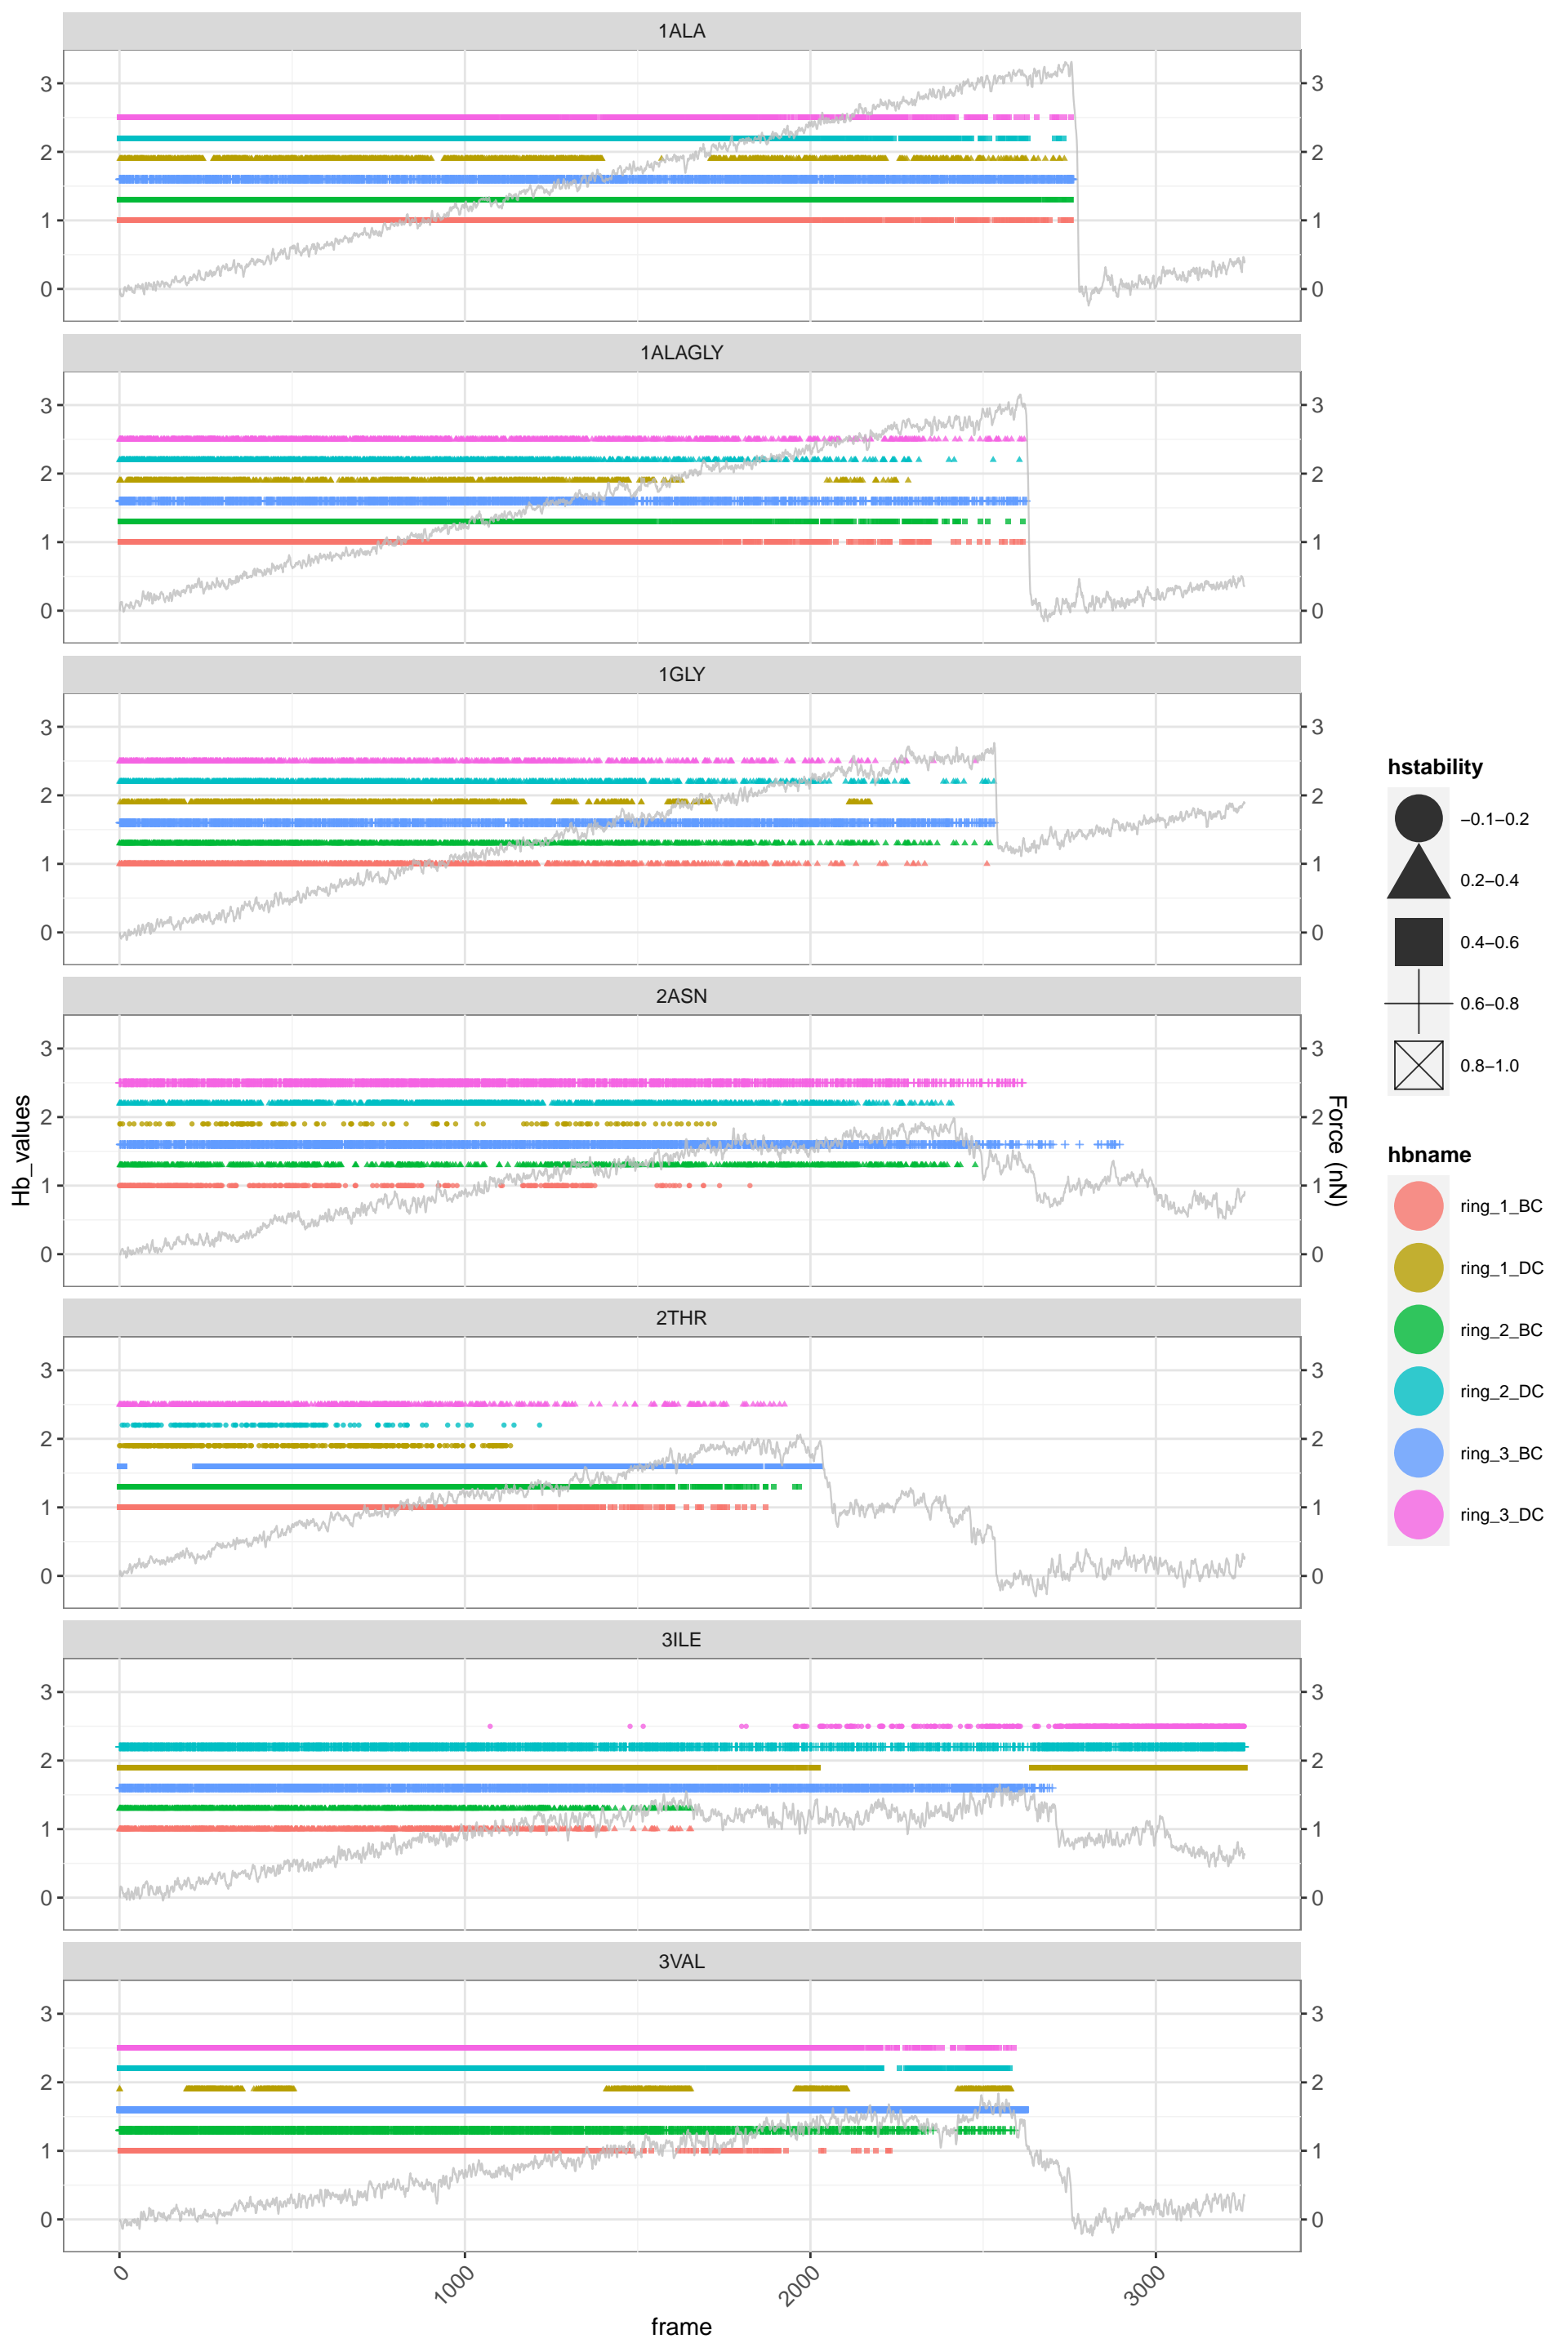 1ALA
3 3
2 2
1 1
0 0
1ALAGLY
3 3
2 2
1 1
0 0
1GLY
3 3
2 2
1 1
0 0
2ASN
3 3
2 2
1 1
0 0
2THR
3 3
2 2
1 1
0 0
3ILE
3 3
2 2
1 1
0 0
3VAL
3 3
2 2
1 1
0 0
0 1000 2000 3000
frame
Hb_values
Force (nN)
hstability
−0.1−0.2
0.2−0.4
0.4−0.6
0.6−0.8
0.8−1.0
hbname
ring_1_BC
ring_1_DC
ring_2_BC
ring_2_DC
ring_3_BC
ring_3_DC